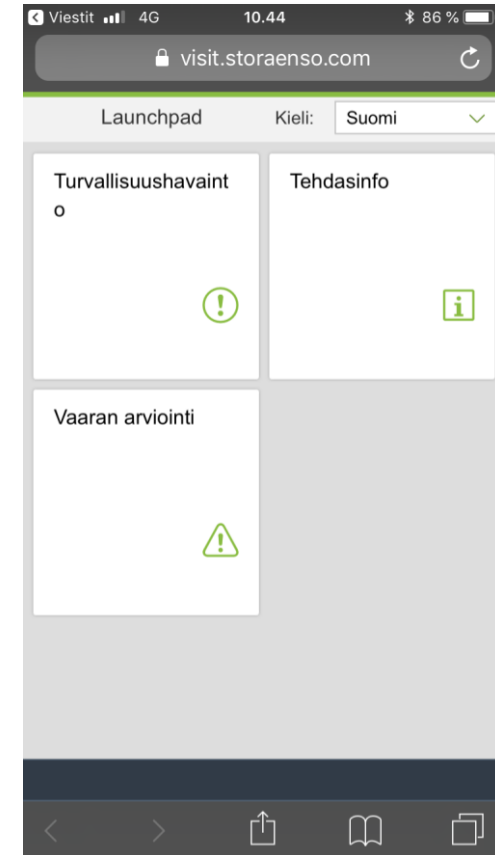 Viestit 4G 10.44 86 %
visit.storaenso.com
Launchpad Kieli: Suomi
Turvallisuushavaint
o
Tehdasinfo
Vaaran arviointi